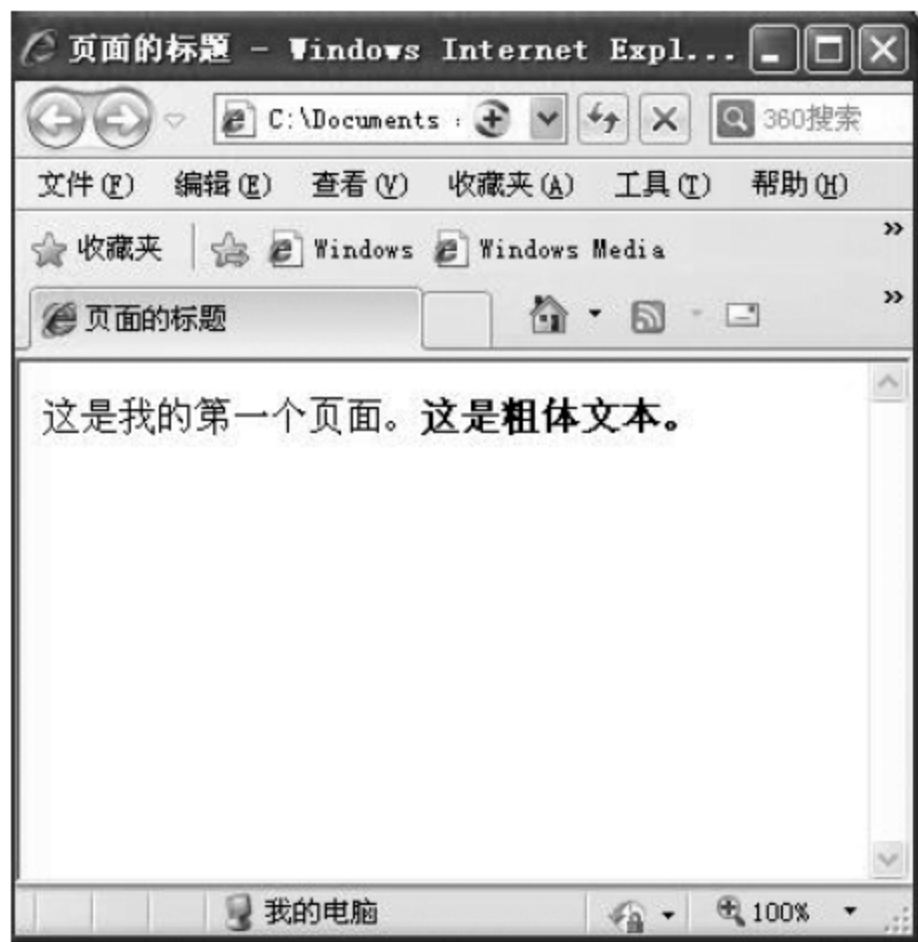 页面的标题 - Windows Internet Expl...
C:\Documents : 360搜索
文件(F) 编辑(E) 查看(V) 收藏夹(A) 工具(T) 帮助(H)
收藏夹 Windows Windows Media »
页面的标题 »
这是我的第一个页面。这是粗体文本。
我的电脑 100%